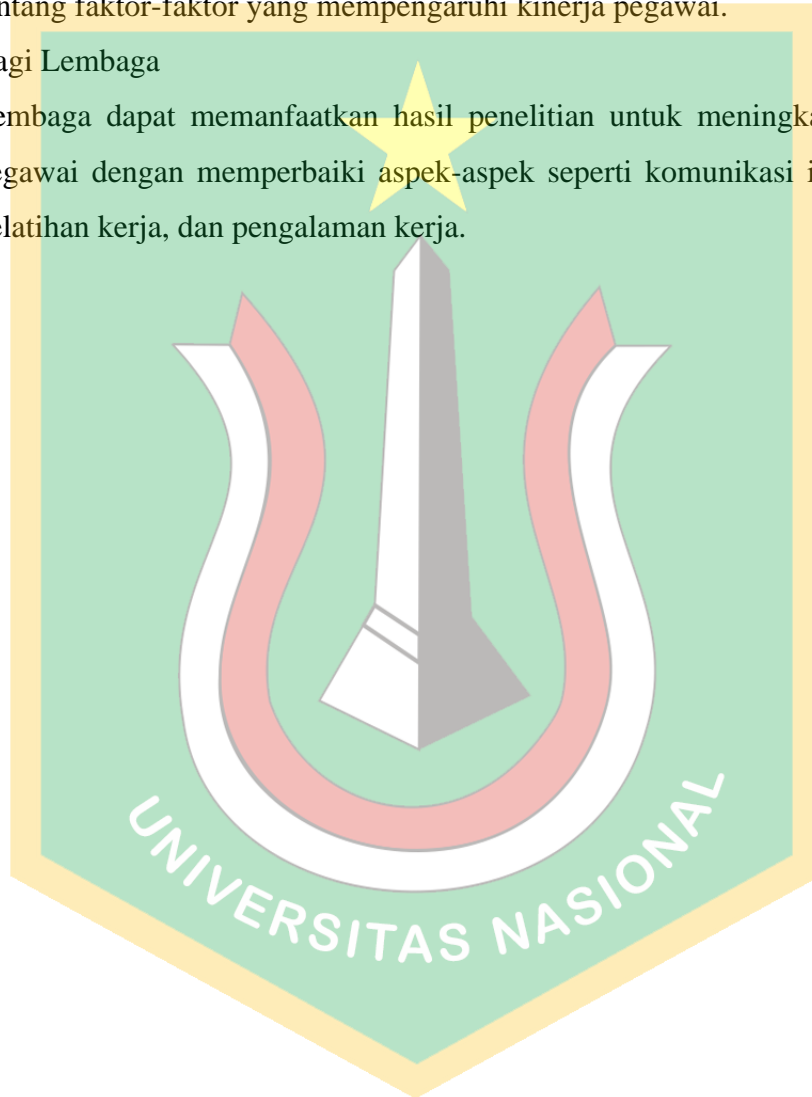 ntang faktor-faktor yang mempengaruhi kinerja pegawai.
agi Lembaga
embaga dapat memanfaatkan hasil penelitian untuk meningka
egawai dengan memperbaiki aspek-aspek seperti komunikasi i
elatihan kerja, dan pengalaman kerja.
UNIVERSITAS NASIONAL